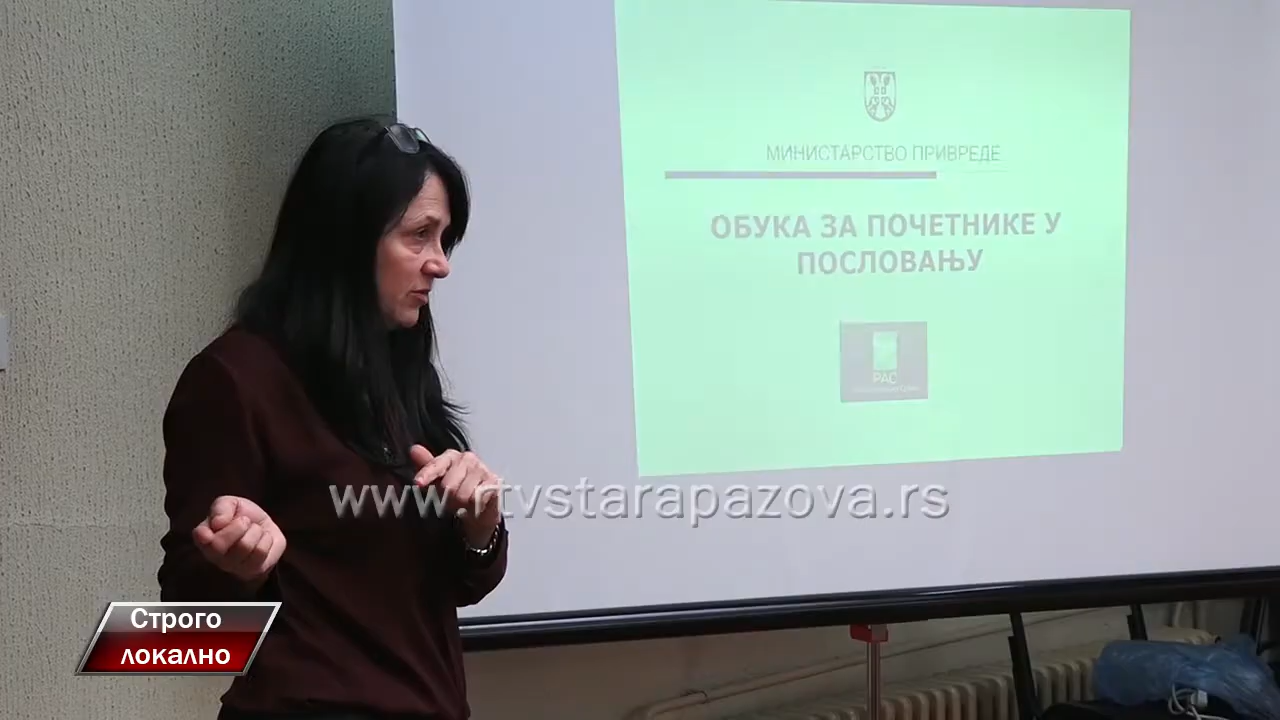 МИНИСТАРСТВО ПРИВРЕДЕ
ОБУКА ЗА ПОЧЕТНИКЕ У
ПОСЛОВАЊУ
РАС
www.rtvstarapazova.rs
Строго
локално